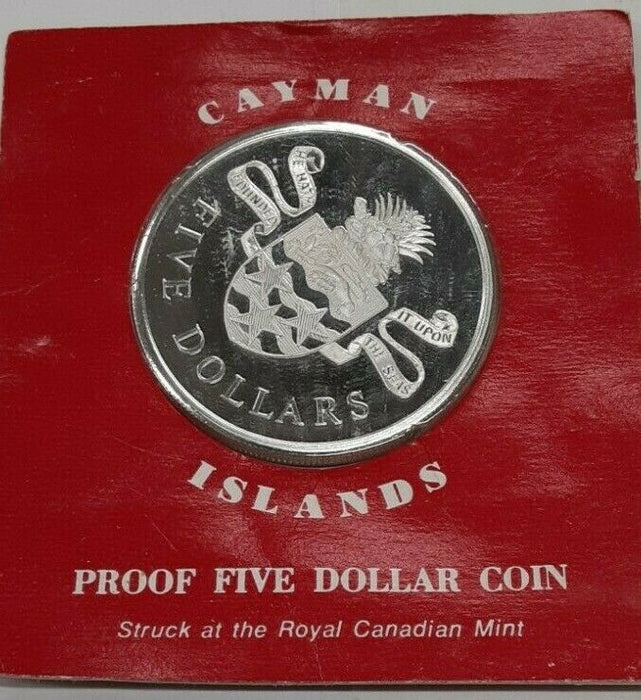 CAYMAN
HE HATH
FOUNDED
IT UPON
THE SEAS
FIVE DOLLARS
ISLANDS
PROOF FIVE DOLLAR COIN
Struck at the Royal Canadian Mint